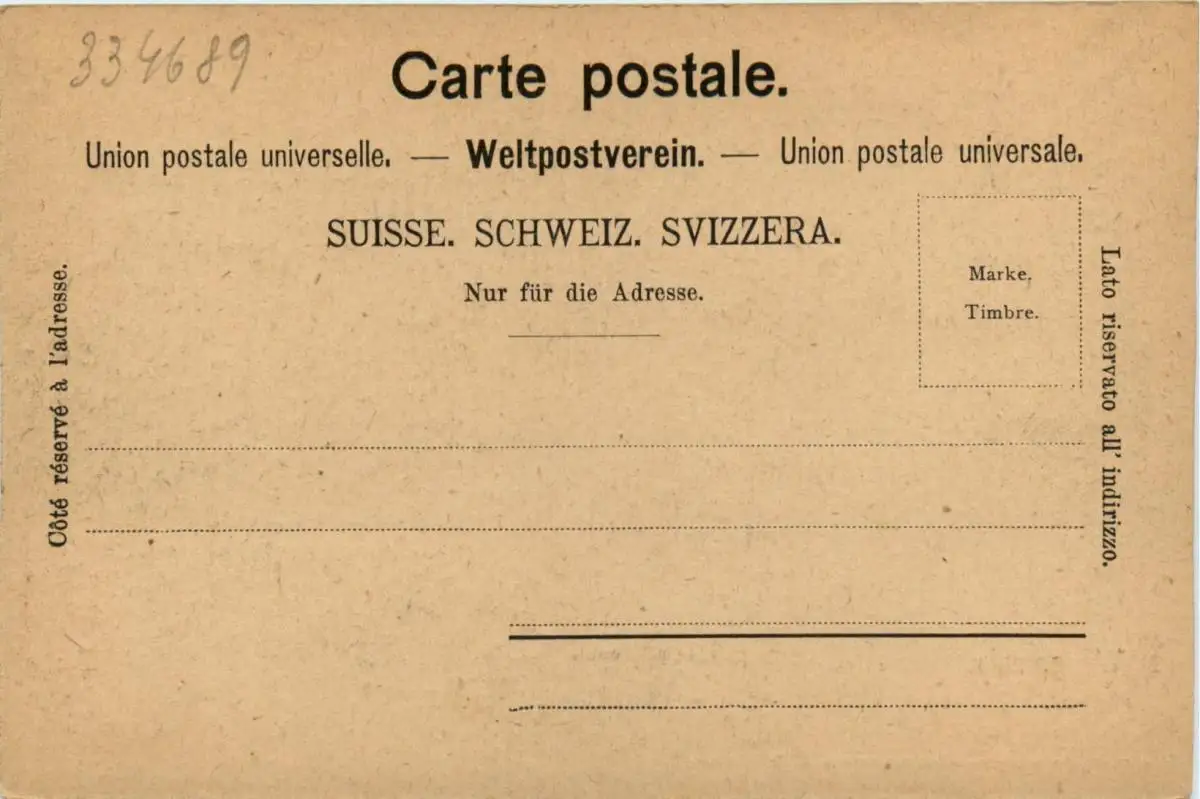 334689
Carte postale.
Union postale universelle. — Weltpostverein. — Union postale universale.
SUISSE. SCHWEIZ. SVIZZERA.
Nur für die Adresse.
Marke.
Timbre.
Côté réservé à l'adresse.
Lato riservato all' indirizzo.